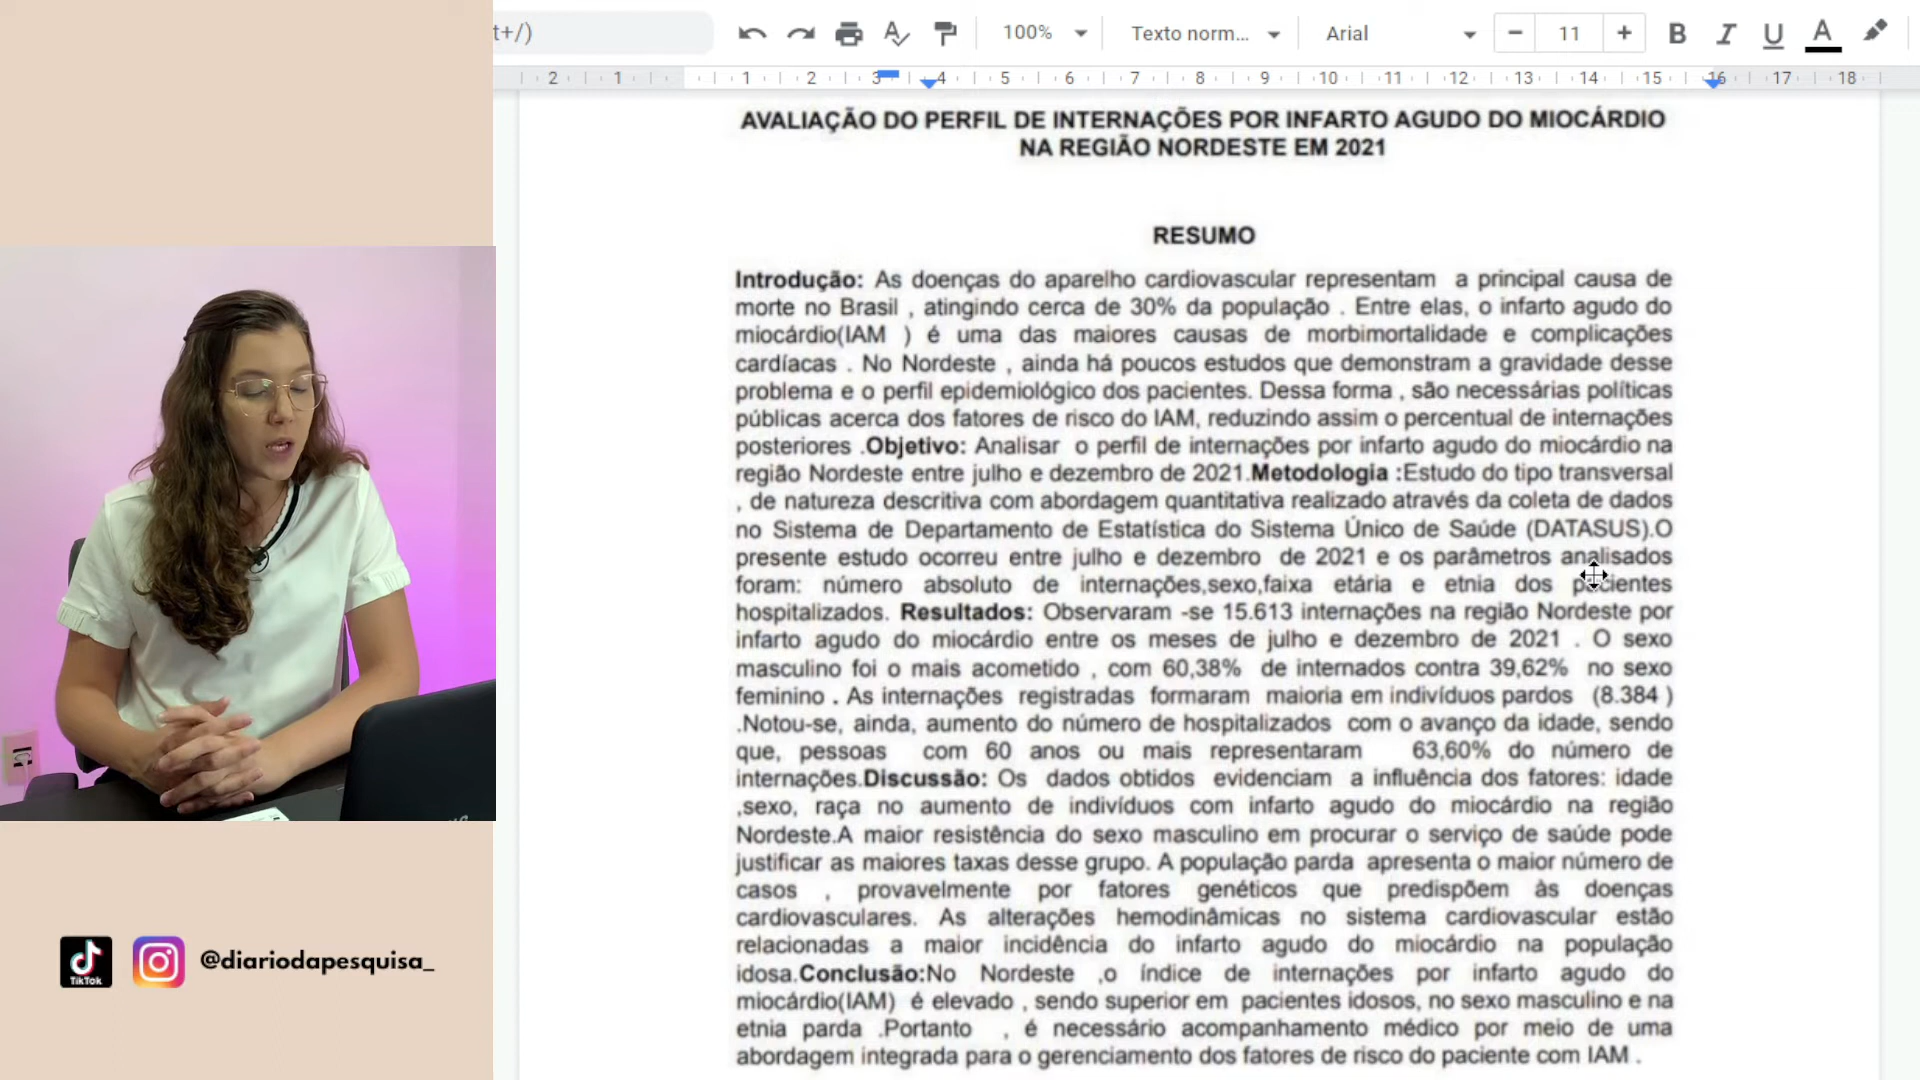 t+/)
100%
Texto norm...
Arial
11
2 1 1 2 3 4 5 6 7 8 9 10 11 12 13 14 15 16 17 18
AVALIAÇÃO DO PERFIL DE INTERNAÇÕES POR INFARTO AGUDO DO MIOCÁRDIO
NA REGIÃO NORDESTE EM 2021
RESUMO
Introdução: As doenças do aparelho cardiovascular representam a principal causa de
morte no Brasil , atingindo cerca de 30% da população . Entre elas, o infarto agudo do
miocárdio(IAM ) é uma das maiores causas de morbimortalidade e complicações
cardíacas . No Nordeste , ainda há poucos estudos que demonstram a gravidade desse
problema e o perfil epidemiológico dos pacientes. Dessa forma , são necessárias políticas
públicas acerca dos fatores de risco do IAM, reduzindo assim o percentual de internações
posteriores .Objetivo: Analisar o perfil de internações por infarto agudo do miocárdio na
região Nordeste entre julho e dezembro de 2021.Metodologia :Estudo do tipo transversal
, de natureza descritiva com abordagem quantitativa realizado através da coleta de dados
no Sistema de Departamento de Estatística do Sistema Único de Saúde (DATASUS).O
presente estudo ocorreu entre julho e dezembro de 2021 e os parâmetros analisados
foram: número absoluto de internações,sexo,faixa etária e etnia dos pacientes
hospitalizados. Resultados: Observaram -se 15.613 internações na região Nordeste por
infarto agudo do miocárdio entre os meses de julho e dezembro de 2021 . O sexo
masculino foi o mais acometido , com 60,38% de internados contra 39,62% no sexo
feminino . As internações registradas formaram maioria em indivíduos pardos (8.384 )
.Notou-se, ainda, aumento do número de hospitalizados com o avanço da idade, sendo
que, pessoas com 60 anos ou mais representaram 63,60% do número de
internações.Discussão: Os dados obtidos evidenciam a influência dos fatores: idade
,sexo, raça no aumento de indivíduos com infarto agudo do miocárdio na região
Nordeste.A maior resistência do sexo masculino em procurar o serviço de saúde pode
justificar as maiores taxas desse grupo. A população parda apresenta o maior número de
casos , provavelmente por fatores genéticos que predispõem às doenças
cardiovasculares. As alterações hemodinâmicas no sistema cardiovascular estão
relacionadas a maior incidência do infarto agudo do miocárdio na população
idosa.Conclusão:No Nordeste ,o índice de internações por infarto agudo do
miocárdio(IAM) é elevado , sendo superior em pacientes idosos, no sexo masculino e na
etnia parda .Portanto , é necessário acompanhamento médico por meio de uma
abordagem integrada para o gerenciamento dos fatores de risco do paciente com IAM .
TikTok
@diariodapesquisa_